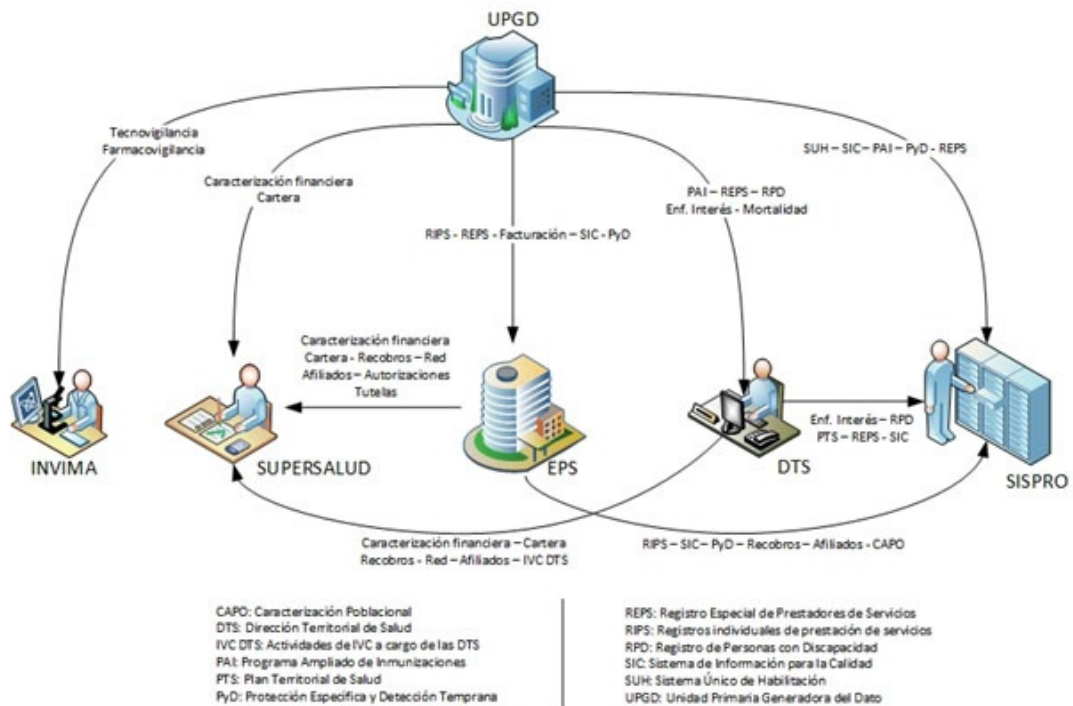 UPGD
Tecnovigilancia
Farmacovigilancia
SUH – SIC – PAI – PyD - REPS
Caracterización financiera
Cartera
PAI – REPS – RPD
Enf. Interés - Mortalidad
RIPS - REPS - Facturación – SIC - PyD
Caracterización financiera
Cartera - Recobros – Red
Afiliados – Autorizaciones
Tutelas
Enf. Interés – RPD
PTS – REPS - SIC
INVIMA
SUPERSALUD
EPS
DTS
SISPRO
Caracterización financiera – Cartera
Recobros - Red – Afiliados – IVC DTS
RIPS – SIC – PyD – Recobros – Afiliados - CAPO
CAPO: Caracterización Poblacional
DTS: Dirección Territorial de Salud
IVC DTS: Actividades de IVC a cargo de las DTS
PAI: Programa Ampliado de Inmunizaciones
PTS: Plan Territorial de Salud
PyD: Protección Específica y Detección Temprana
REPS: Registro Especial de Prestadores de Servicios
RIPS: Registros individuales de prestación de servicios
RPD: Registro de Personas con Discapacidad
SIC: Sistema de Información para la Calidad
SUH: Sistema Único de Habilitación
UPGD: Unidad Primaria Generadora del Dato